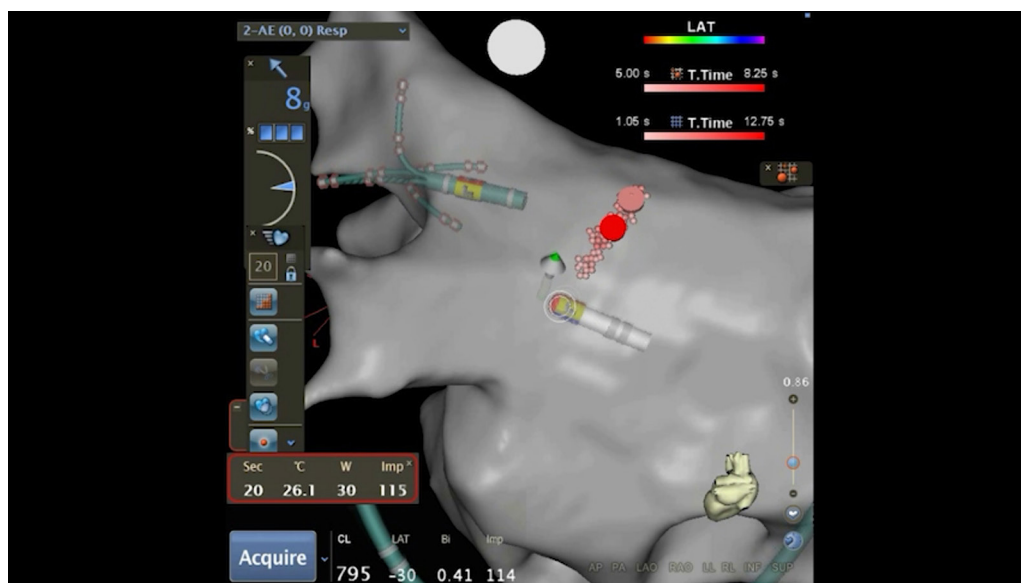 2-AE (0, 0) Resp
LAT
5.00 s T.Time 8.25 s
1.05 s T.Time 12.75 s
8g
%
20
L
0.86
Sec °C W Imp
20 26.1 30 115
Acquire
CL LAT Bi Imp
795 -30 0.41 114
AP PA LAO RAO LL RL INF SUP